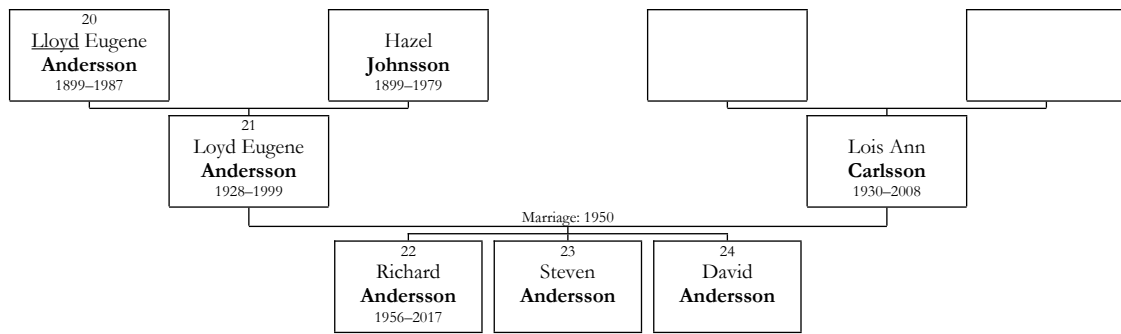 20
Lloyd Eugene
Andersson
1899–1987
Hazel
Johnsson
1899–1979
21
Loyd Eugene
Andersson
1928–1999
Lois Ann
Carlsson
1930–2008
Marriage: 1950
22
Richard
Andersson
1956–2017
23
Steven
Andersson
24
David
Andersson